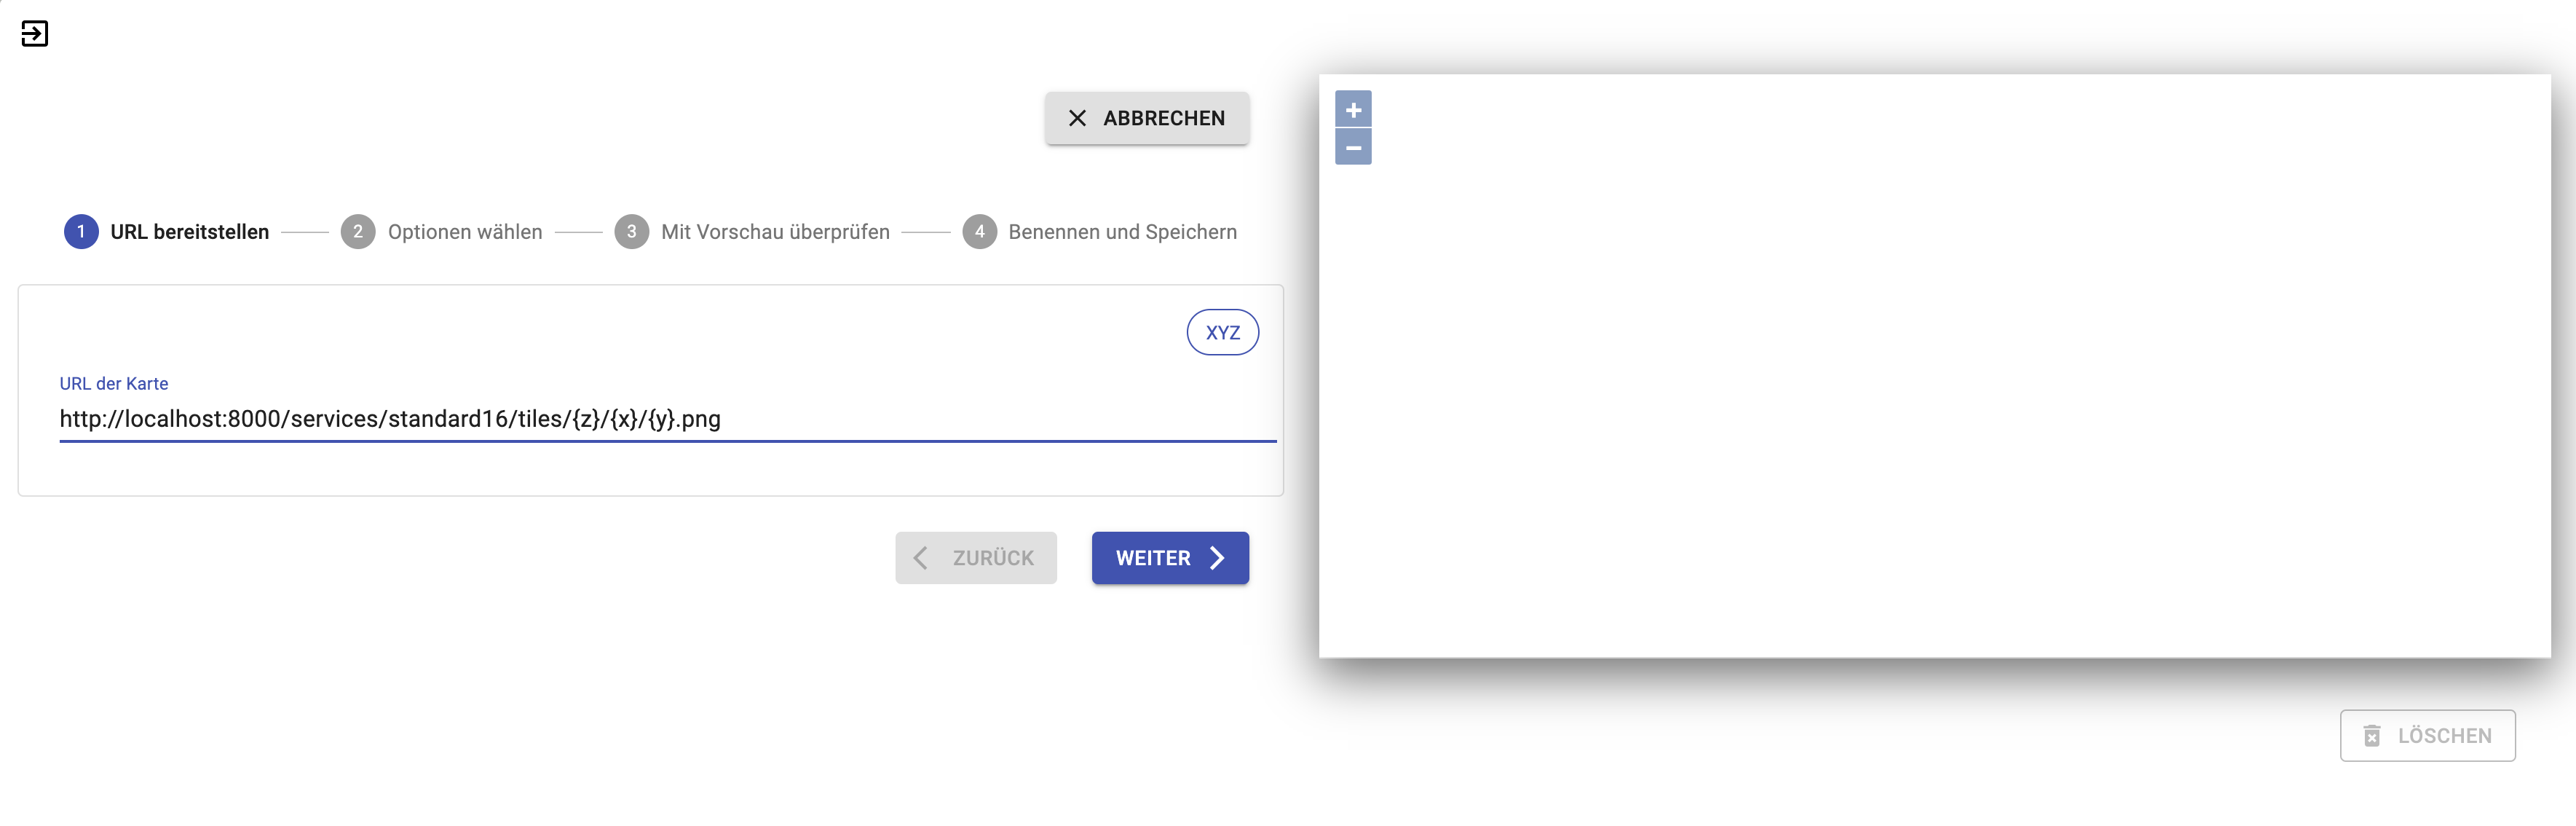 ABBRECHEN
1 URL bereitstellen 2 Optionen wählen 3 Mit Vorschau überprüfen 4 Benennen und Speichern
XYZ
URL der Karte
http://localhost:8000/services/standard16/tiles/{z}/{x}/{y}.png
ZURÜCK WEITER
+
−
LÖSCHEN